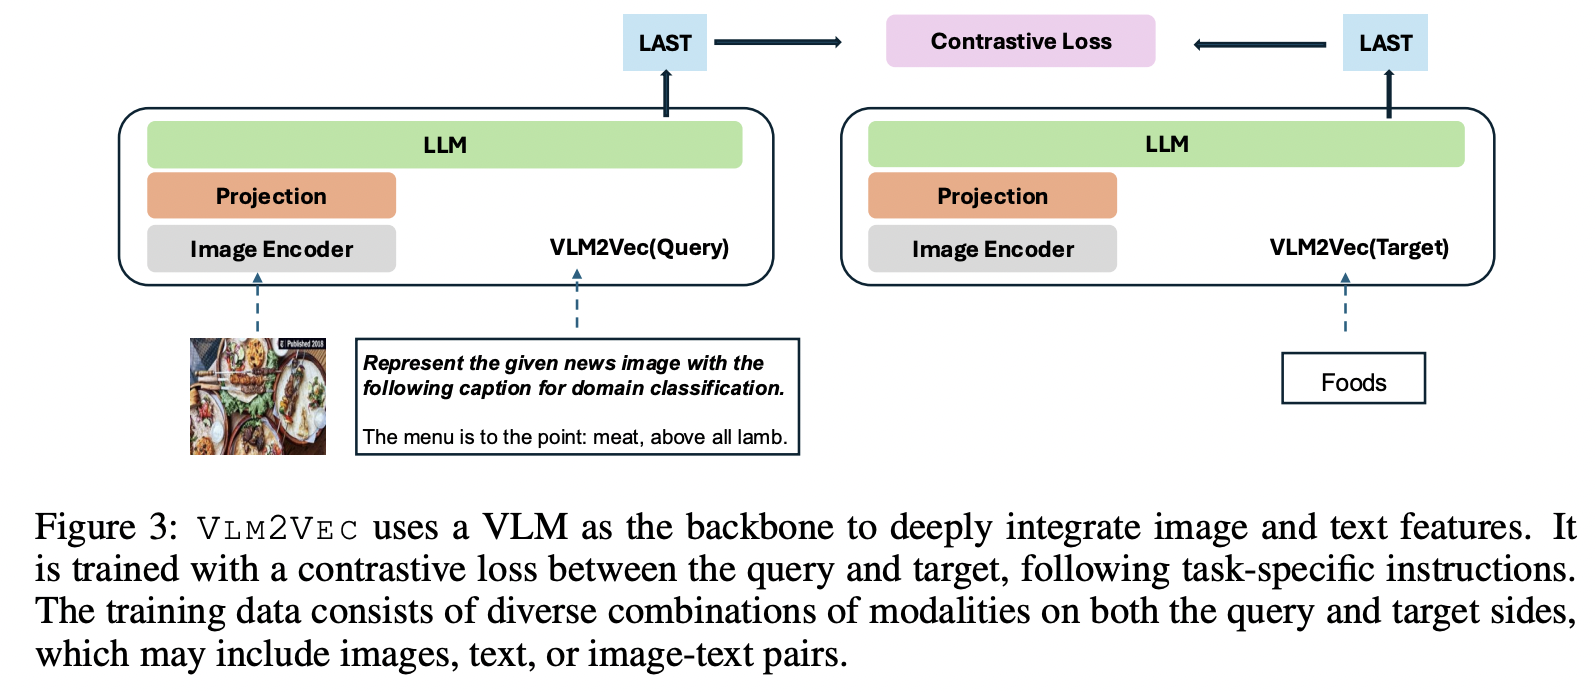 LAST
Contrastive Loss
LAST
LLM
Projection
Image Encoder
VLM2Vec(Query)
LLM
Projection
Image Encoder
VLM2Vec(Target)
Published 2018
Represent the given news image with the
following caption for domain classification.
The menu is to the point: meat, above all lamb.
Foods
Figure 3: VLM2VEC uses a VLM as the backbone to deeply integrate image and text features. It
is trained with a contrastive loss between the query and target, following task-specific instructions.
The training data consists of diverse combinations of modalities on both the query and target sides,
which may include images, text, or image-text pairs.